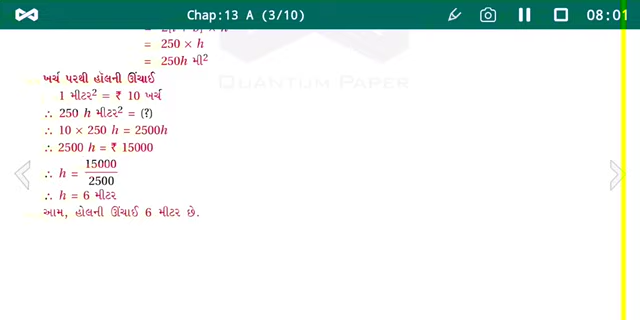 Chap:13 A (3/10)
08:01
= 250 × h
= 250h મી²
QUANTUM PAPER
ખર્ચ પરથી હૉલની ઊંચાઈ
1 મીટર² = ₹ 10 ખર્ચ
∴ 250 h મીટર² = (?)
∴ 10 × 250 h = 2500h
∴ 2500 h = ₹ 15000
∴ h = 15000/2500
∴ h = 6 મીટર
આમ, હોલની ઊંચાઈ 6 મીટર છે.